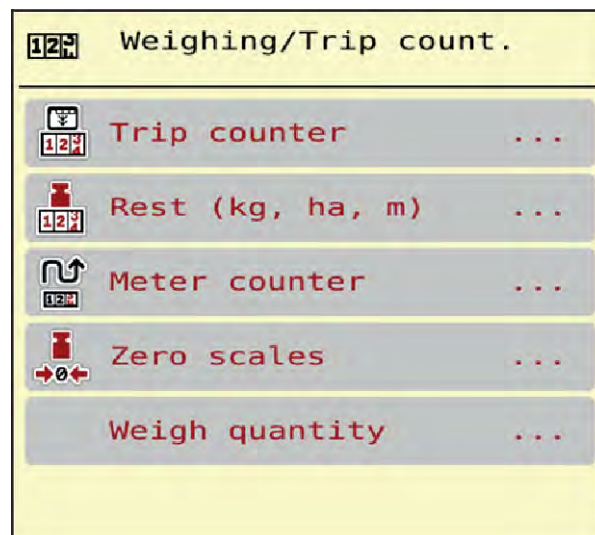 Weighing/Trip count.
Trip counter ...
Rest (kg, ha, m) ...
Meter counter ...
Zero scales ...
Weigh quantity ...